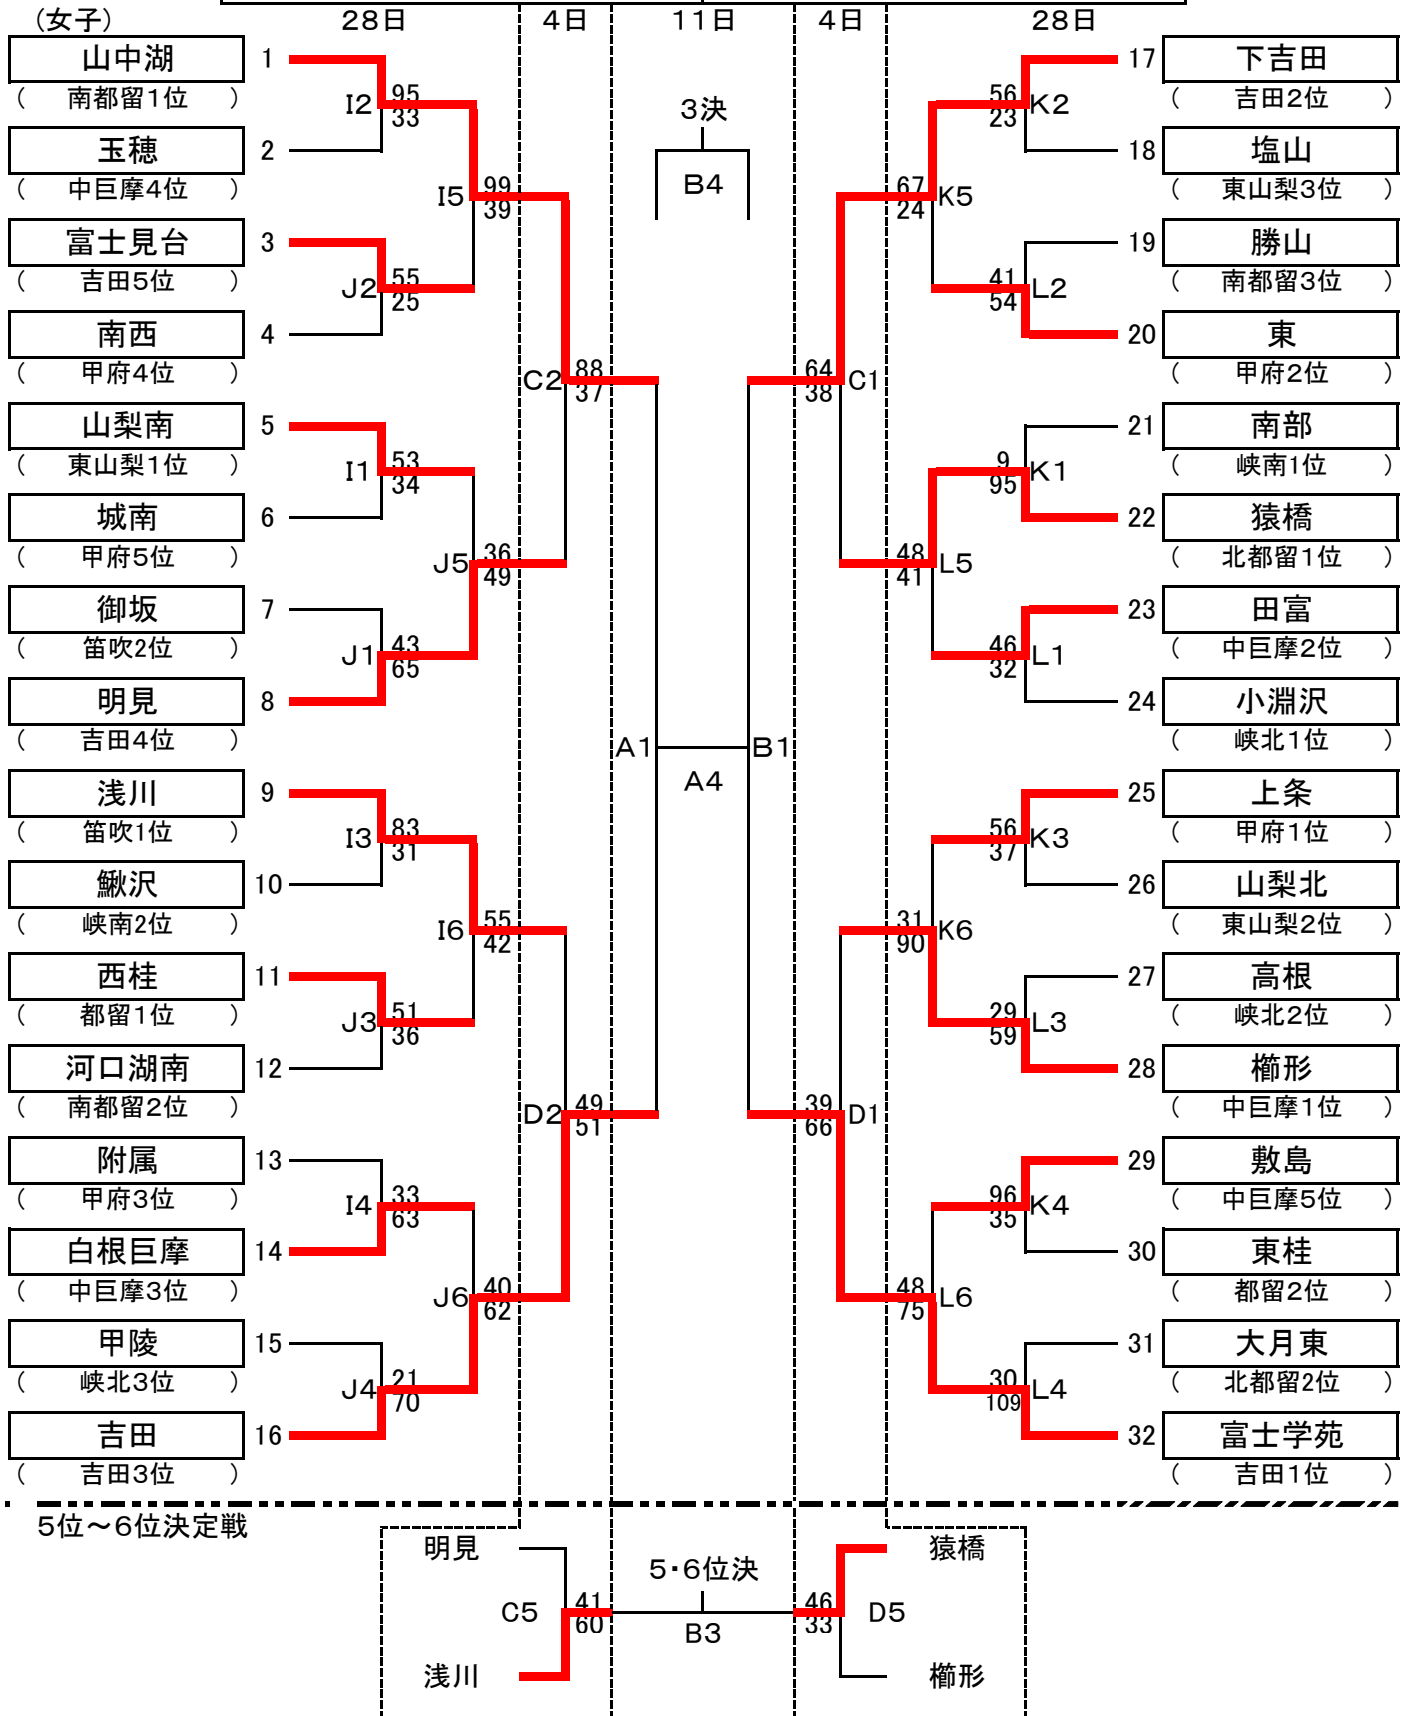 (女子)
28日 4日 11日 4日 28日
山中湖 1
( 南都留1位 )
I2 95
33
玉穂 2
( 中巨摩4位 )
I5 99
39
富士見台 3
( 吉田5位 )
J2 55
25
南西 4
( 甲府4位 )
C2 88
37
山梨南 5
( 東山梨1位 )
I1 53
34
城南 6
( 甲府5位 )
J5 36
49
御坂 7
( 笛吹2位 )
J1 43
65
明見 8
( 吉田4位 )
浅川 9
( 笛吹1位 )
I3 83
31
鰍沢 10
( 峡南2位 )
I6 55
42
西桂 11
( 都留1位 )
J3 51
36
河口湖南 12
( 南都留2位 )
D2 49
51
附属 13
( 甲府3位 )
I4 33
63
白根巨摩 14
( 中巨摩3位 )
J6 40
62
甲陵 15
( 峡北3位 )
J4 21
70
吉田 16
( 吉田3位 )
3決
B4
A1 B1
A4
17 下吉田
( 吉田2位 )
56 K2
23
18 塩山
( 東山梨3位 )
67 K5
24
19 勝山
( 南都留3位 )
41 L2
54
20 東
( 甲府2位 )
64 C1
38
21 南部
( 峡南1位 )
9 K1
95
22 猿橋
( 北都留1位 )
48 L5
41
23 田富
( 中巨摩2位 )
46 L1
32
24 小淵沢
( 峡北1位 )
25 上条
( 甲府1位 )
56 K3
37
26 山梨北
( 東山梨2位 )
31 K6
90
27 高根
( 峡北2位 )
29 L3
59
28 櫛形
( 中巨摩1位 )
39 D1
66
29 敷島
( 中巨摩5位 )
96 K4
35
30 東桂
( 都留2位 )
48 L6
75
31 大月東
( 北都留2位 )
30 L4
109
32 富士学苑
( 吉田1位 )
5位～6位決定戦
明見 猿橋
5・6位決
C5 41 46 D5
60 33
B3
浅川 櫛形